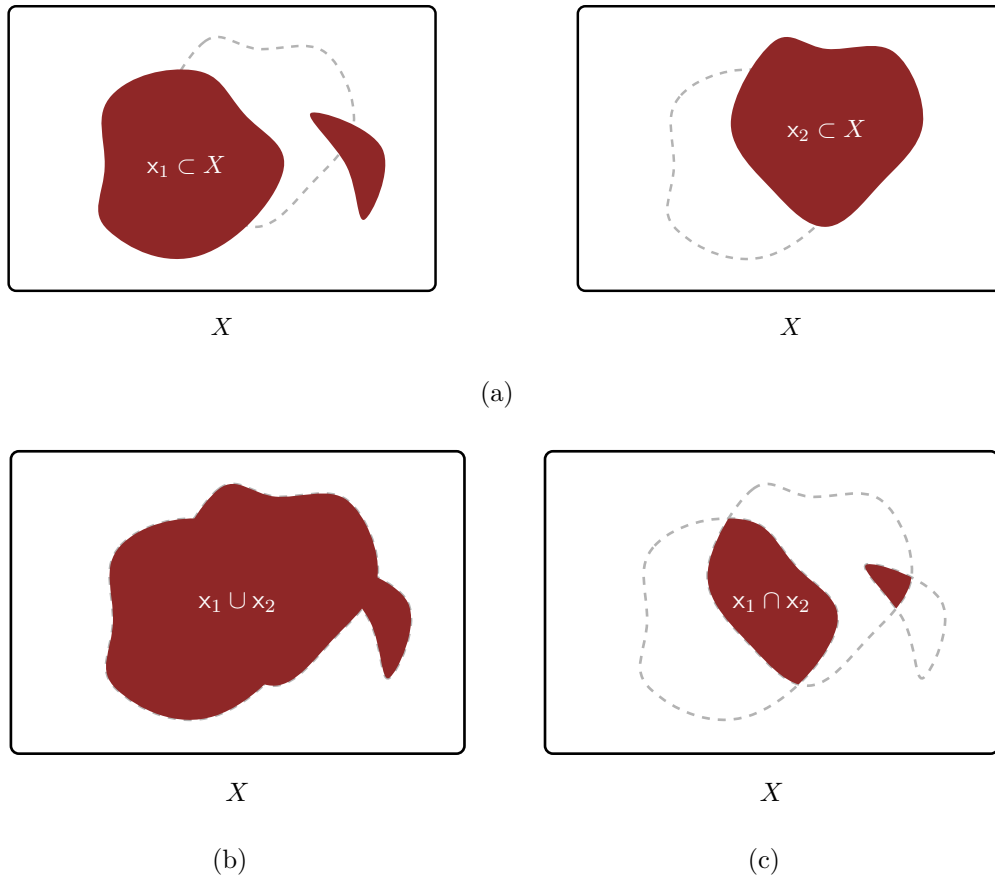 x₁ ⊂ X
x₂ ⊂ X
X
X
(a)
x₁ ∪ x₂
x₁ ∩ x₂
X
X
(b)
(c)